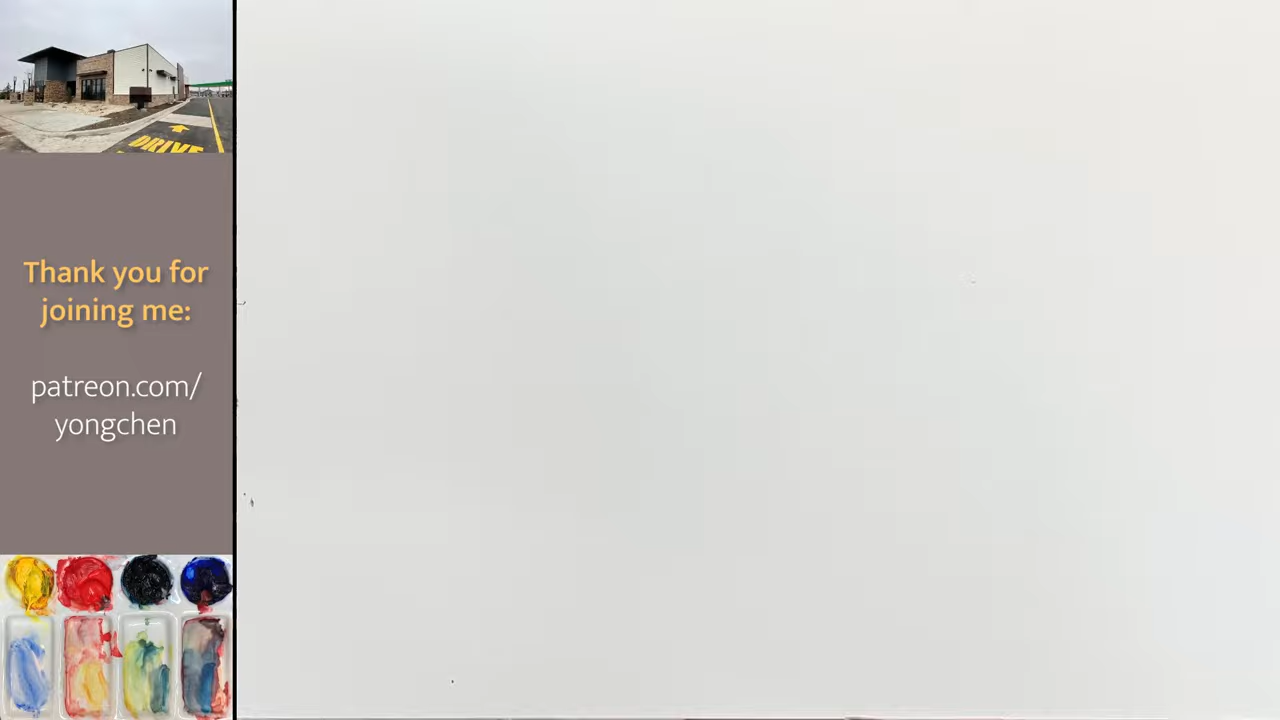 DRIVE
Thank you for
joining me:
patreon.com/
yongchen